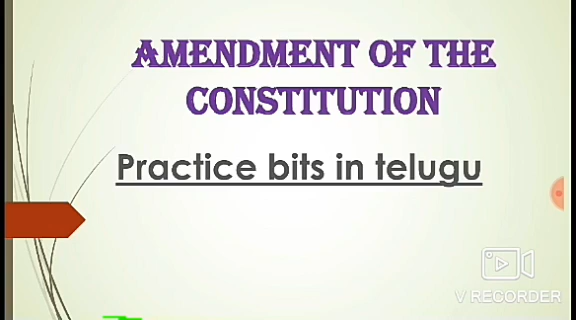 AMENDMENT OF THE
CONSTITUTION
Practice bits in telugu
V RECORDER